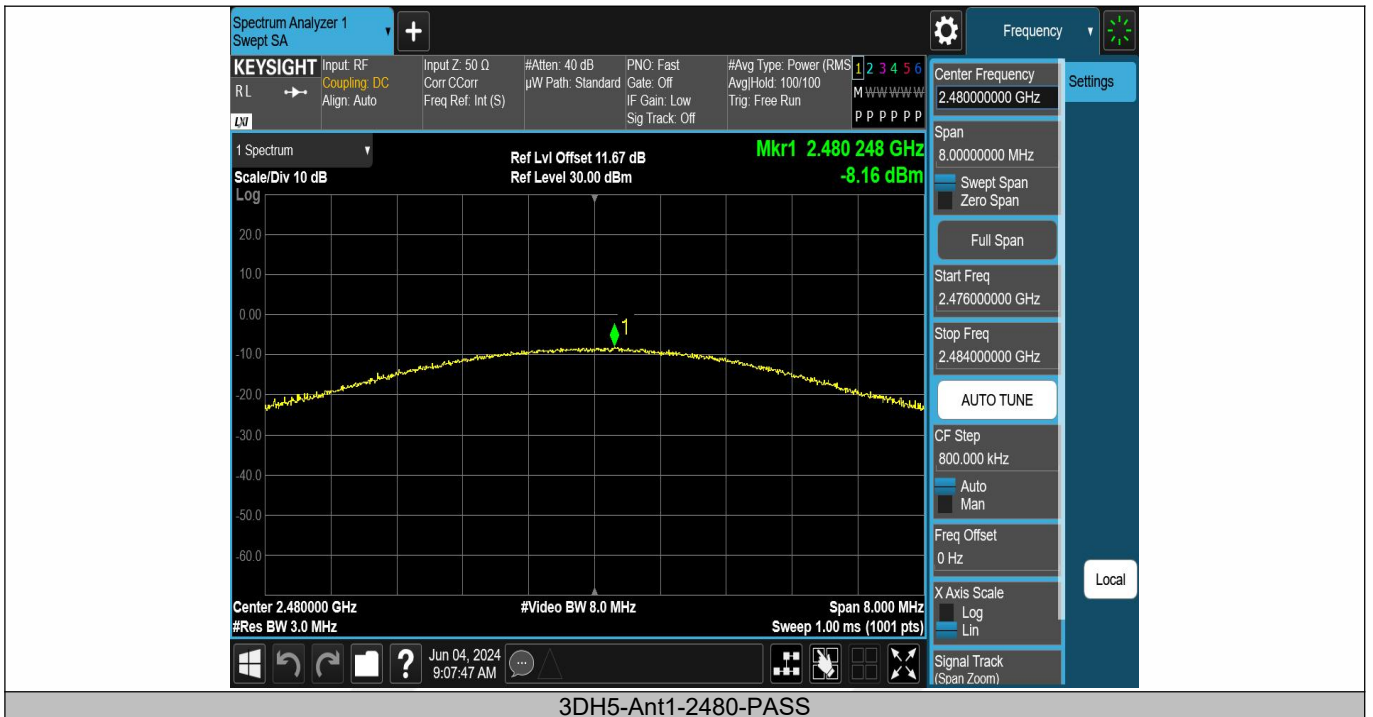 Spectrum Analyzer 1
Swept SA
Frequency
KEYSIGHT
RL
LXI
Input: RF
Coupling: DC
Align: Auto
Input Z: 50 Ω
Corr CCorr
Freq Ref: Int (S)
#Atten: 40 dB
µW Path: Standard
PNO: Fast
Gate: Off
IF Gain: Low
Sig Track: Off
#Avg Type: Power (RMS
Avg|Hold: 100/100
Trig: Free Run
1 2 3 4 5 6
M W W W W W
P P P P P P
1 Spectrum
Scale/Div 10 dB
Log
Ref Lvl Offset 11.67 dB
Ref Level 30.00 dBm
Mkr1 2.480 248 GHz
-8.16 dBm
20.0
10.0
0.00
-10.0
-20.0
-30.0
-40.0
-50.0
-60.0
1
Center 2.480000 GHz
#Res BW 3.0 MHz
#Video BW 8.0 MHz
Span 8.000 MHz
Sweep 1.00 ms (1001 pts)
Jun 04, 2024
9:07:47 AM
Center Frequency
2.480000000 GHz
Settings
Span
8.00000000 MHz
Swept Span
Zero Span
Full Span
Start Freq
2.476000000 GHz
Stop Freq
2.484000000 GHz
AUTO TUNE
CF Step
800.000 kHz
Auto
Man
Freq Offset
0 Hz
X Axis Scale
Log
Lin
Local
Signal Track
(Span Zoom)
3DH5-Ant1-2480-PASS